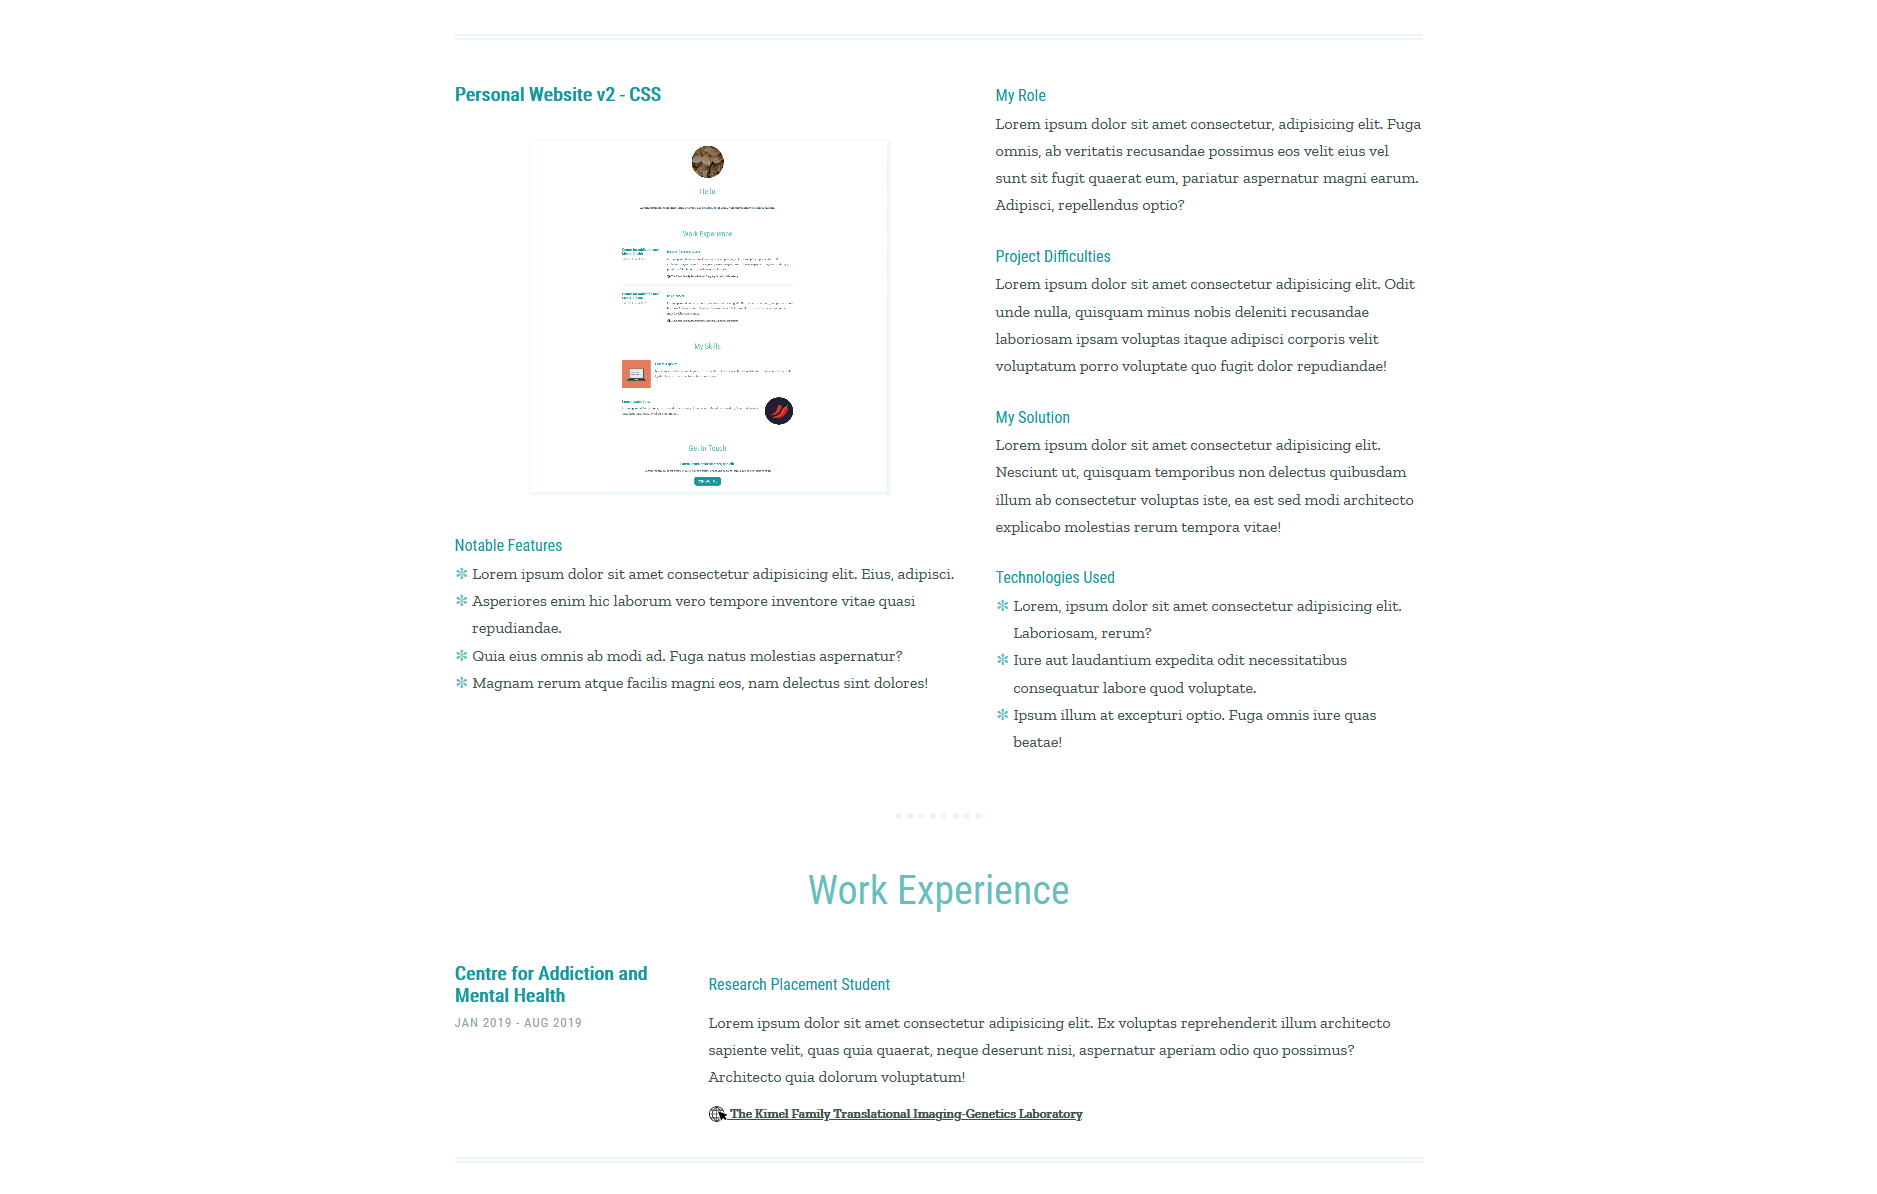 Personal Website v2 - CSS
Hello
Work Experience
My Skills
Get In Touch
Notable Features
Lorem ipsum dolor sit amet consectetur adipisicing elit. Eius, adipisci.
Asperiores enim hic laborum vero tempore inventore vitae quasi
repudiandae.
Quia eius omnis ab modi ad. Fuga natus molestias aspernatur?
Magnam rerum atque facilis magni eos, nam delectus sint dolores!
My Role
Lorem ipsum dolor sit amet consectetur, adipisicing elit. Fuga
omnis, ab veritatis recusandae possimus eos velit eius vel
sunt sit fugit quaerat eum, pariatur aspernatur magni earum.
Adipisci, repellendus optio?
Project Difficulties
Lorem ipsum dolor sit amet consectetur adipisicing elit. Odit
unde nulla, quisquam minus nobis deleniti recusandae
laboriosam ipsam voluptas itaque adipisci corporis velit
voluptatum porro voluptate quo fugit dolor repudiandae!
My Solution
Lorem ipsum dolor sit amet consectetur adipisicing elit.
Nesciunt ut, quisquam temporibus non delectus quibusdam
illum ab consectetur voluptas iste, ea est sed modi architecto
explicabo molestias rerum tempora vitae!
Technologies Used
Lorem, ipsum dolor sit amet consectetur adipisicing elit.
Laboriosam, rerum?
Iure aut laudantium expedita odit necessitatibus
consequatur labore quod voluptate.
Ipsum illum at excepturi optio. Fuga omnis iure quas
beatae!
Work Experience
Centre for Addiction and
Mental Health
JAN 2019 - AUG 2019
Research Placement Student
Lorem ipsum dolor sit amet consectetur adipisicing elit. Ex voluptas reprehenderit illum architecto
sapiente velit, quas quia quaerat, neque deserunt nisi, aspernatur aperiam odio quo possimus?
Architecto quia dolorum voluptatum!
The Kimel Family Translational Imaging-Genetics Laboratory